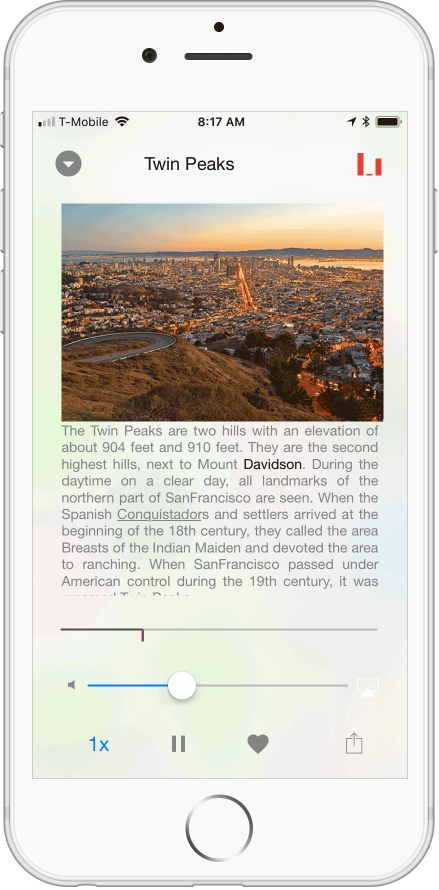 T-Mobile 8:17 AM
Twin Peaks
The Twin Peaks are two hills with an elevation of
about 904 feet and 910 feet. They are the second
highest hills, next to Mount Davidson. During the
daytime on a clear day, all landmarks of the
northern part of SanFrancisco are seen. When the
Spanish Conquistadors and settlers arrived at the
beginning of the 18th century, they called the area
Breasts of the Indian Maiden and devoted the area
to ranching. When SanFrancisco passed under
American control during the 19th century, it was
renamed Twin Peaks.
1x